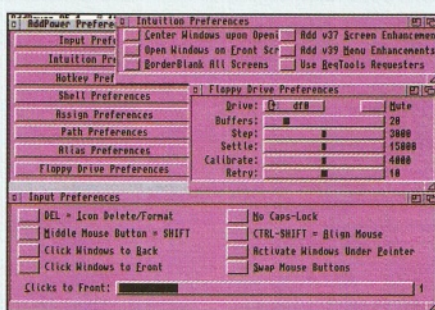 AddPower Prefere
Input Pref
Intuition Pr
Hotkey Pref
Shell Preferences
Assign Preferences
Path Preferences
Alias Preferences
Floppy Drive Preferences
Intuition Preferences
Center Windows upon Openi
Add v37 Screen Enhancemen
Open Windows on Front Scr
Add v39 Menu Enhancements
BorderBlank All Screens
Use ReqTools Requesters
Floppy Drive Preferences
Drive: df0
Mute
Buffers: 20
Step: 3000
Settle: 15000
Calibrate: 4000
Retry: 10
Input Preferences
DEL = Icon Delete/Format
No Caps-Lock
Middle Mouse Button = SHIFT
CTRL-SHIFT = Align Mouse
Click Windows to Back
Activate Windows Under Pointer
Click Windows to Front
Swap Mouse Buttons
Clicks to Front: 1